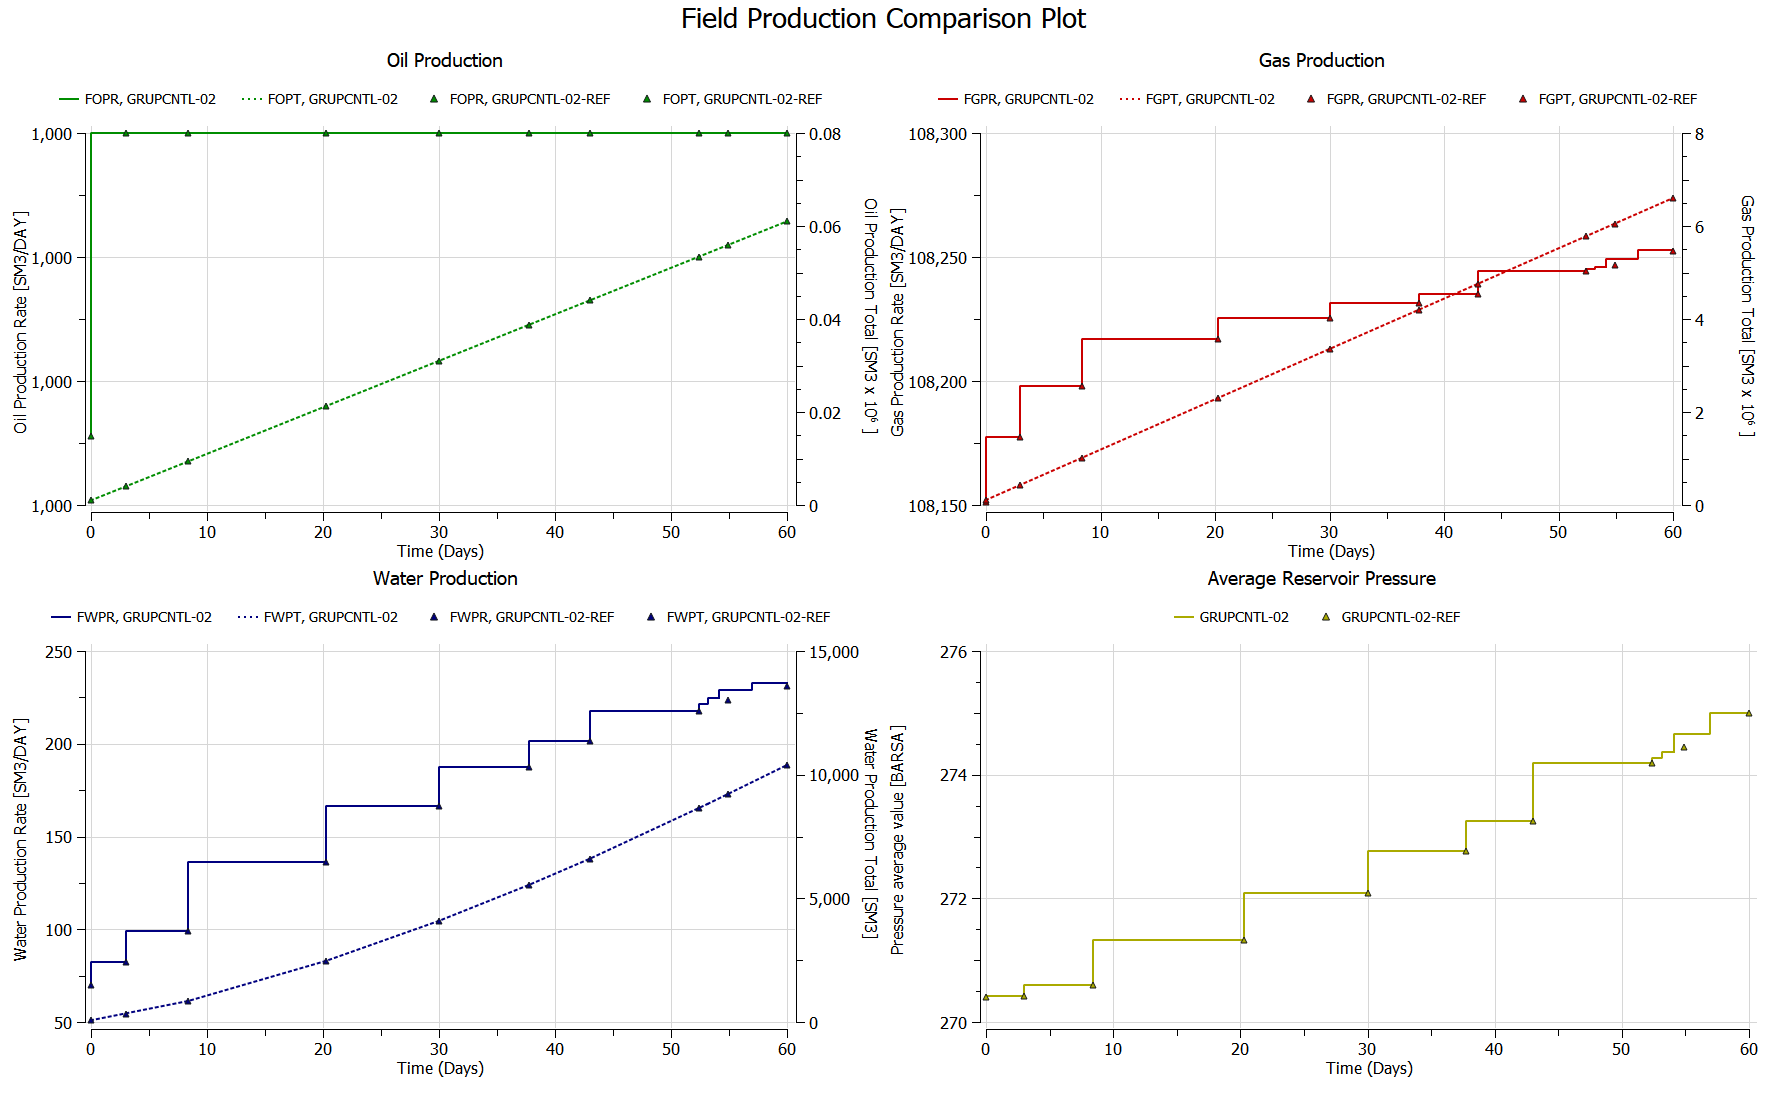 Field Production Comparison Plot
Oil Production
FOPR, GRUPCNTL-02 FOPT, GRUPCNTL-02 FOPR, GRUPCNTL-02-REF FOPT, GRUPCNTL-02-REF
Oil Production Rate [SM3/DAY]
1,000
1,000
1,000
1,000
0.08
0.06
0.04
0.02
0
Oil Production Total [SM3 x 10⁶ ]
0 10 20 30 40 50 60
Time (Days)
Gas Production
FGPR, GRUPCNTL-02 FGPT, GRUPCNTL-02 FGPR, GRUPCNTL-02-REF FGPT, GRUPCNTL-02-REF
Gas Production Rate [SM3/DAY]
108,300
108,250
108,200
108,150
8
6
4
2
0
Gas Production Total [SM3 x 10⁶ ]
0 10 20 30 40 50 60
Time (Days)
Water Production
FWPR, GRUPCNTL-02 FWPT, GRUPCNTL-02 FWPR, GRUPCNTL-02-REF FWPT, GRUPCNTL-02-REF
Water Production Rate [SM3/DAY]
250
200
150
100
50
15,000
10,000
5,000
0
Water Production Total [SM3]
0 10 20 30 40 50 60
Time (Days)
Average Reservoir Pressure
GRUPCNTL-02 GRUPCNTL-02-REF
Pressure average value [BARSA]
276
274
272
270
0 10 20 30 40 50 60
Time (Days)